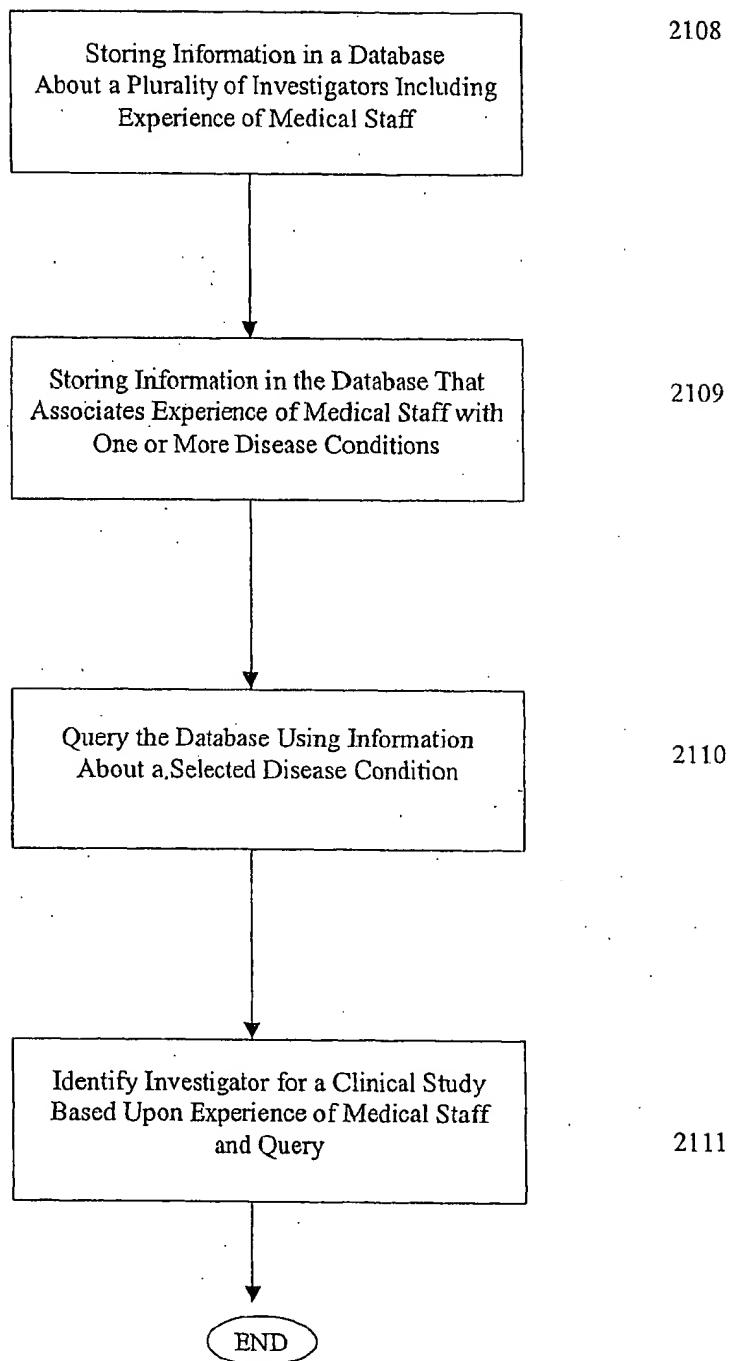 2108
Storing Information in a Database
About a Plurality of Investigators Including
Experience of Medical Staff
Storing Information in the Database That
Associates Experience of Medical Staff with
One or More Disease Conditions
2109
Query the Database Using Information
About a Selected Disease Condition
2110
Identify Investigator for a Clinical Study
Based Upon Experience of Medical Staff
and Query
2111
END